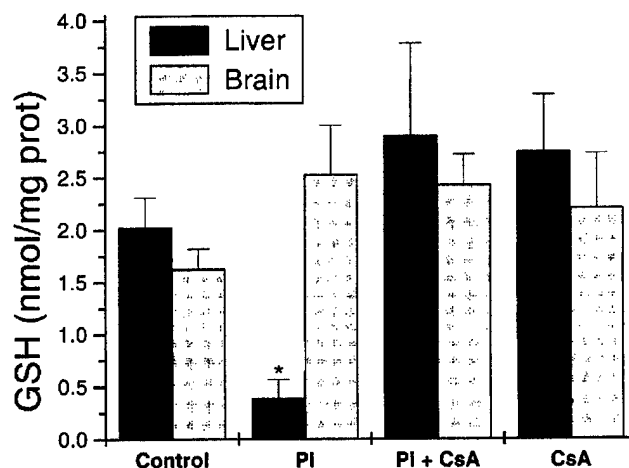 GSH (nmol/mg prot)
4.0
3.5
3.0
2.5
2.0
1.5
1.0
0.5
0.0
Liver
Brain
*
Control
Pi
Pi + CsA
CsA